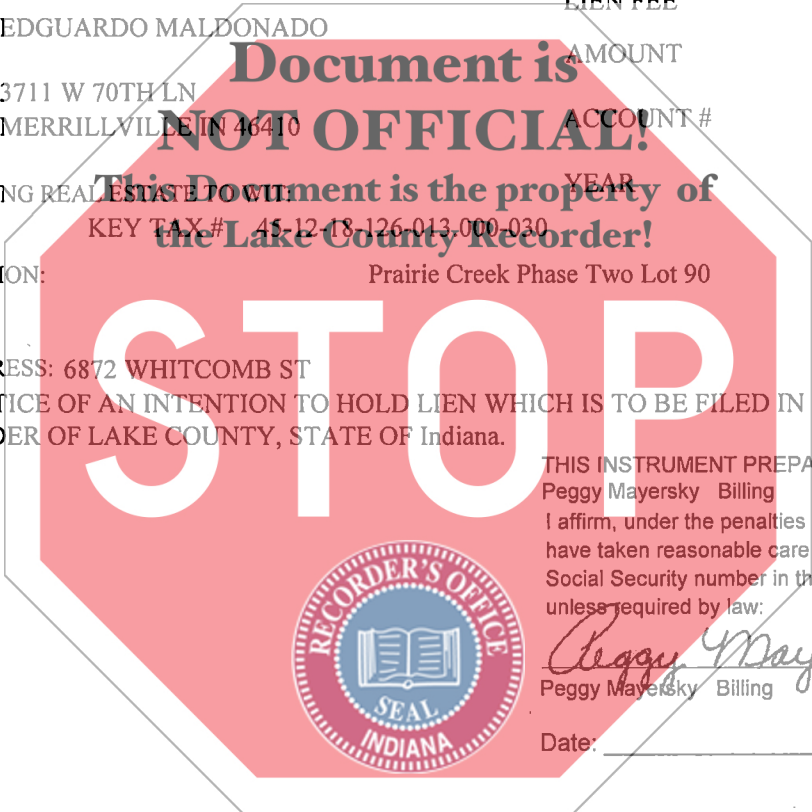 LIEN FEE
EDGUARDO MALDONADO
Document is
AMOUNT
3711 W 70TH LN
NOT OFFICIAL!
ACCOUNT #
MERRILLVILLE IN 46410
This Document is the property of
YEAR
NG REAL ESTATE TO WIT:
KEY TAX # 45-12-18-126-013.000-030
the Lake County Recorder!
ION: Prairie Creek Phase Two Lot 90
STOP
RESS: 6872 WHITCOMB ST
TICE OF AN INTENTION TO HOLD LIEN WHICH IS TO BE FILED IN
DER OF LAKE COUNTY, STATE OF Indiana.
THIS INSTRUMENT PREPA
Peggy Mayersky Billing
I affirm, under the penalties
have taken reasonable care
Social Security number in th
unless required by law:
RECORDER'S OFFICE
SEAL
INDIANA
Peggy May
Peggy Mayersky Billing
Date: